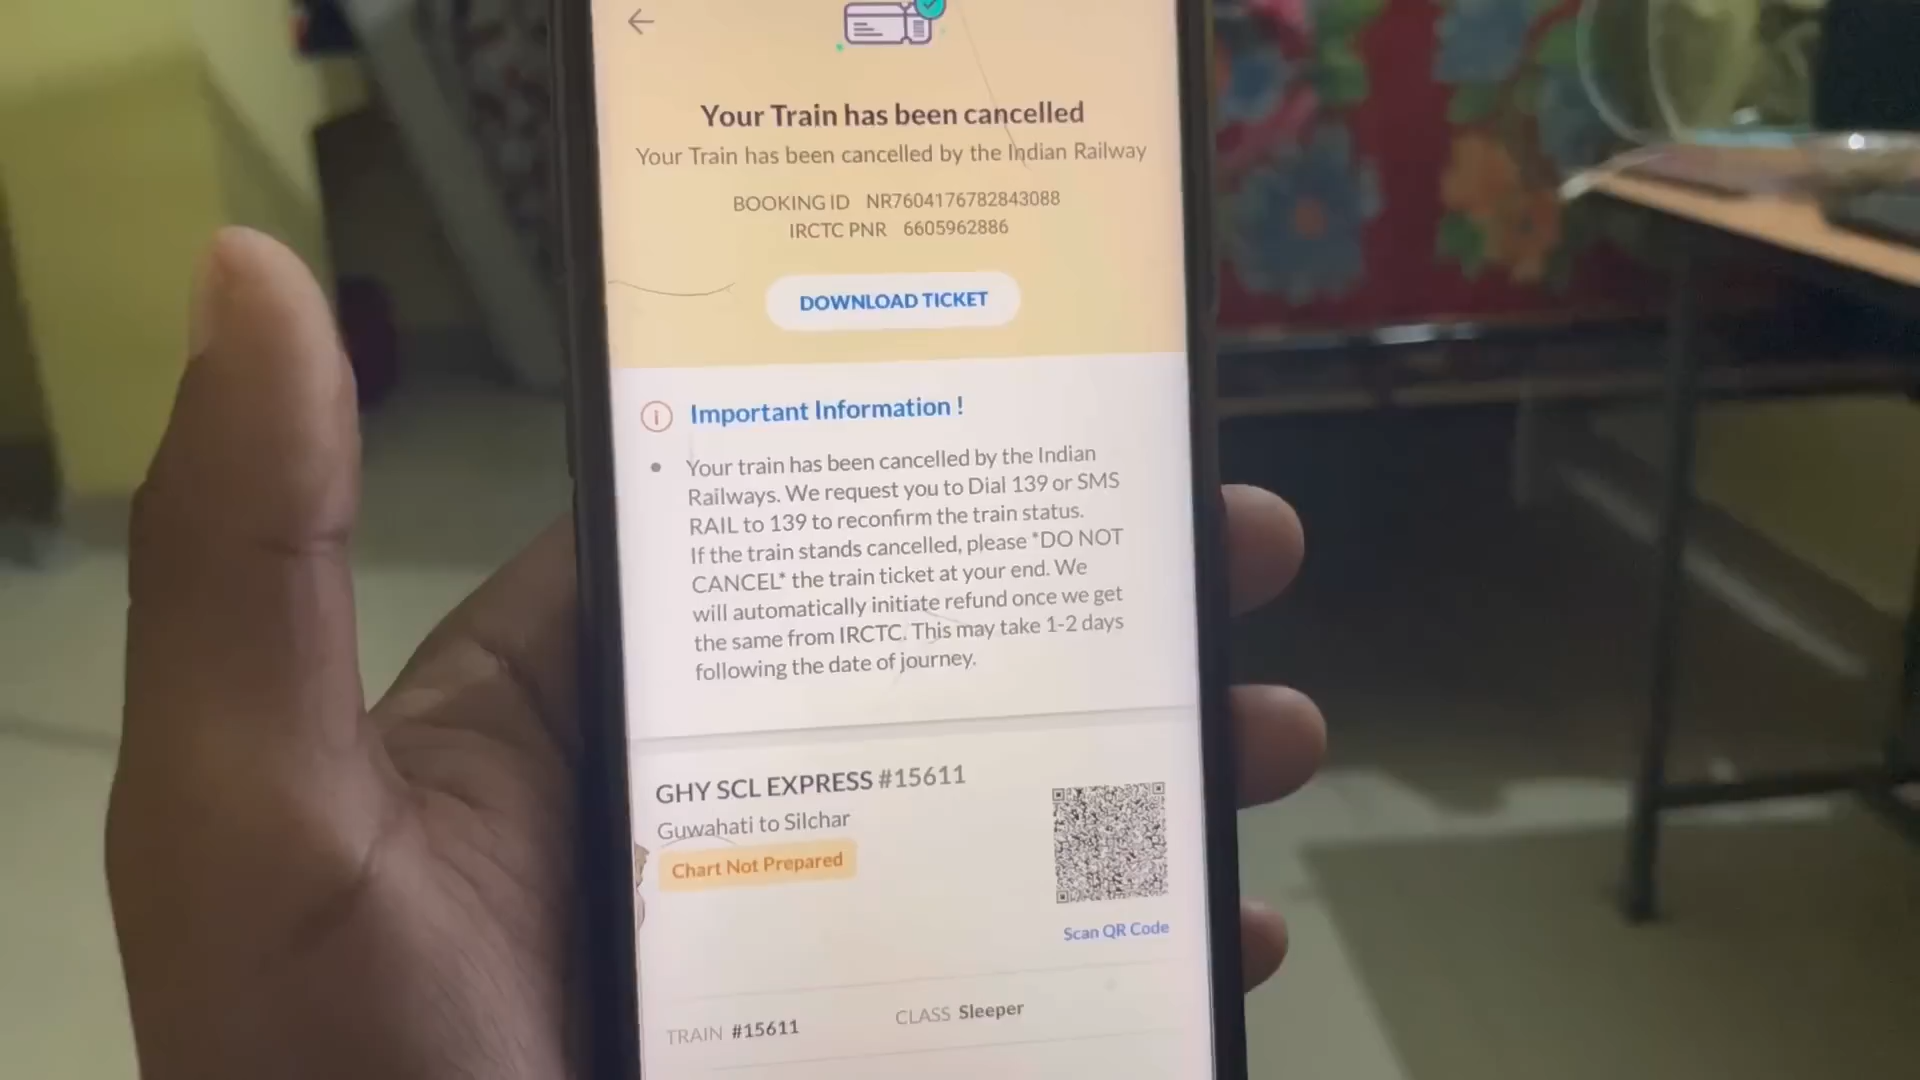 Your Train has been cancelled
Your Train has been cancelled by the Indian Railway
BOOKING ID NR7604176782843088
IRCTC PNR 6605962886
DOWNLOAD TICKET
Important Information !
• Your train has been cancelled by the Indian
Railways. We request you to Dial 139 or SMS
RAIL to 139 to reconfirm the train status.
If the train stands cancelled, please *DO NOT
CANCEL* the train ticket at your end. We
will automatically initiate refund once we get
the same from IRCTC. This may take 1-2 days
following the date of journey.
GHY SCL EXPRESS #15611
Guwahati to Silchar
Chart Not Prepared
Scan QR Code
TRAIN #15611
CLASS Sleeper